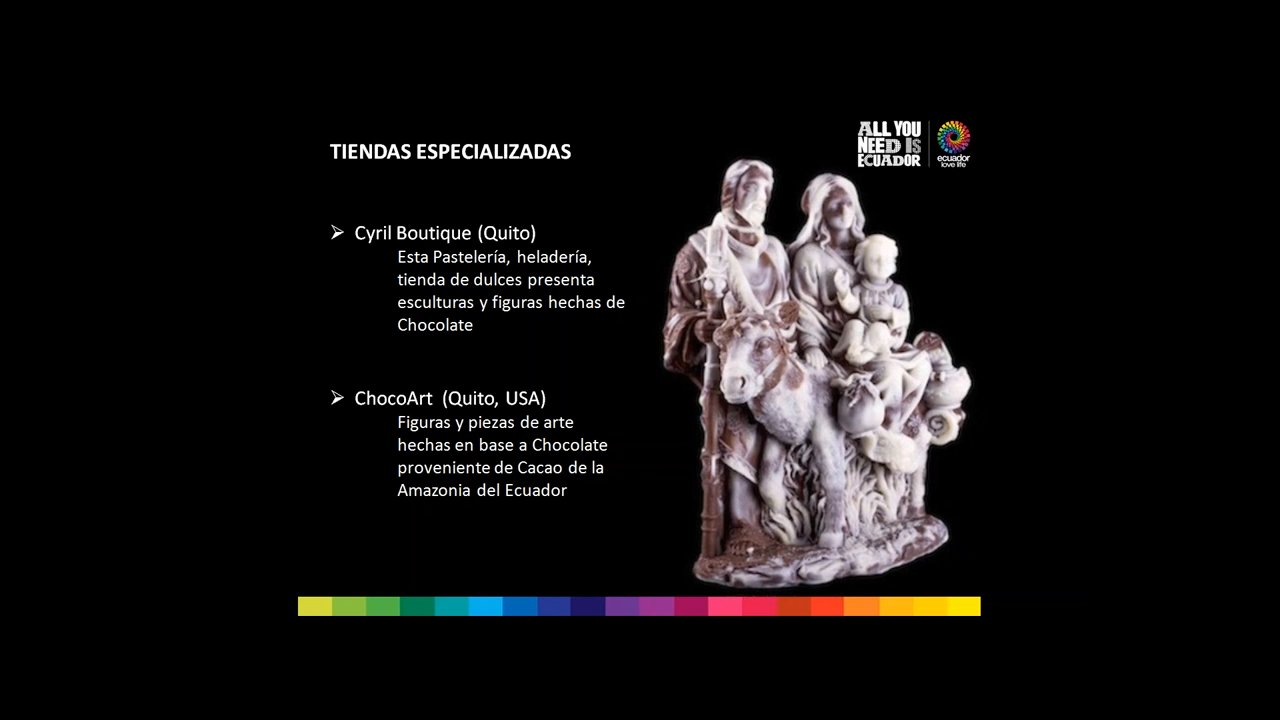 TIENDAS ESPECIALIZADAS
ALL YOU
NEED IS
ECUADOR
ecuador
love life
Cyril Boutique (Quito)
Esta Pastelería, heladería,
tienda de dulces presenta
esculturas y figuras hechas de
Chocolate
ChocoArt (Quito, USA)
Figuras y piezas de arte
hechas en base a Chocolate
proveniente de Cacao de la
Amazonia del Ecuador